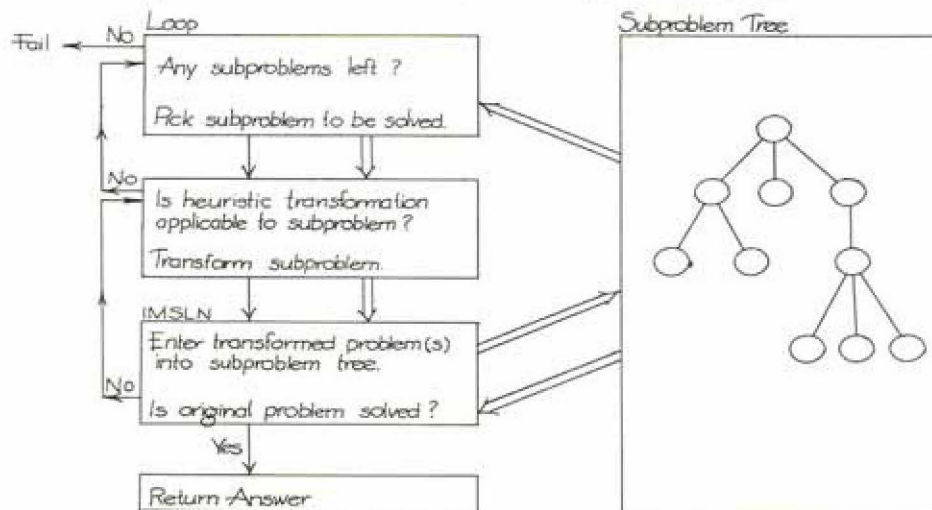 Loop
Subproblem Tree
Fail
No
Any subproblems left ?
Pick subproblem to be solved.
No
Is heuristic transformation
applicable to subproblem ?
Transform subproblem.
IMSLN
Enter transformed problem(s)
into subproblem tree.
No
Is original problem solved ?
Yes
Return Answer